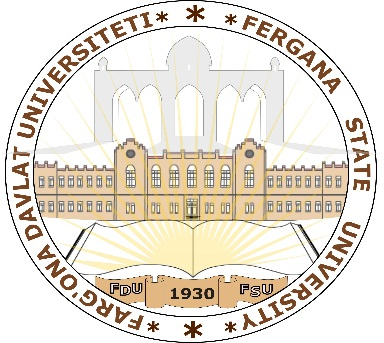 FARG'ONA DAVLAT UNIVERSITETI
* * *
FERGANA STATE UNIVERSITY
* * *
FDU 1930 FSU